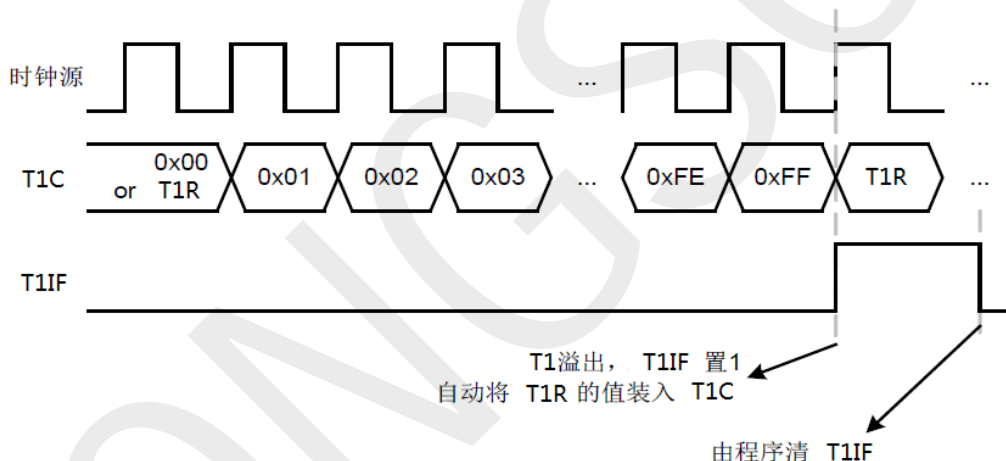 时钟源 ... ...
T1C 0x00 or T1R 0x01 0x02 0x03 ... 0xFE 0xFF T1R ...
T1IF
T1溢出， T1IF 置1
自动将 T1R 的值装入 T1C
由程序清 T1IF